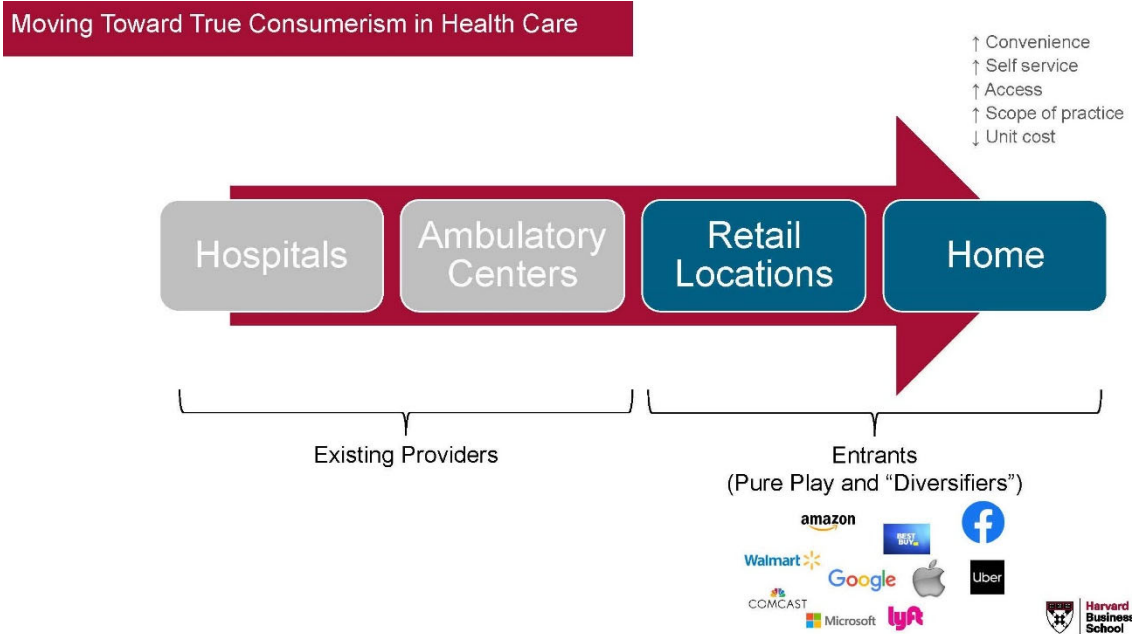 Moving Toward True Consumerism in Health Care
↑ Convenience
↑ Self service
↑ Access
↑ Scope of practice
↓ Unit cost
Hospitals
Ambulatory
Centers
Retail
Locations
Home
Existing Providers
Entrants
(Pure Play and “Diversifiers”)
amazon
BEST
BUY
f
Walmart
Google
Uber
COMCAST
Microsoft
lyft
Harvard
Business
School